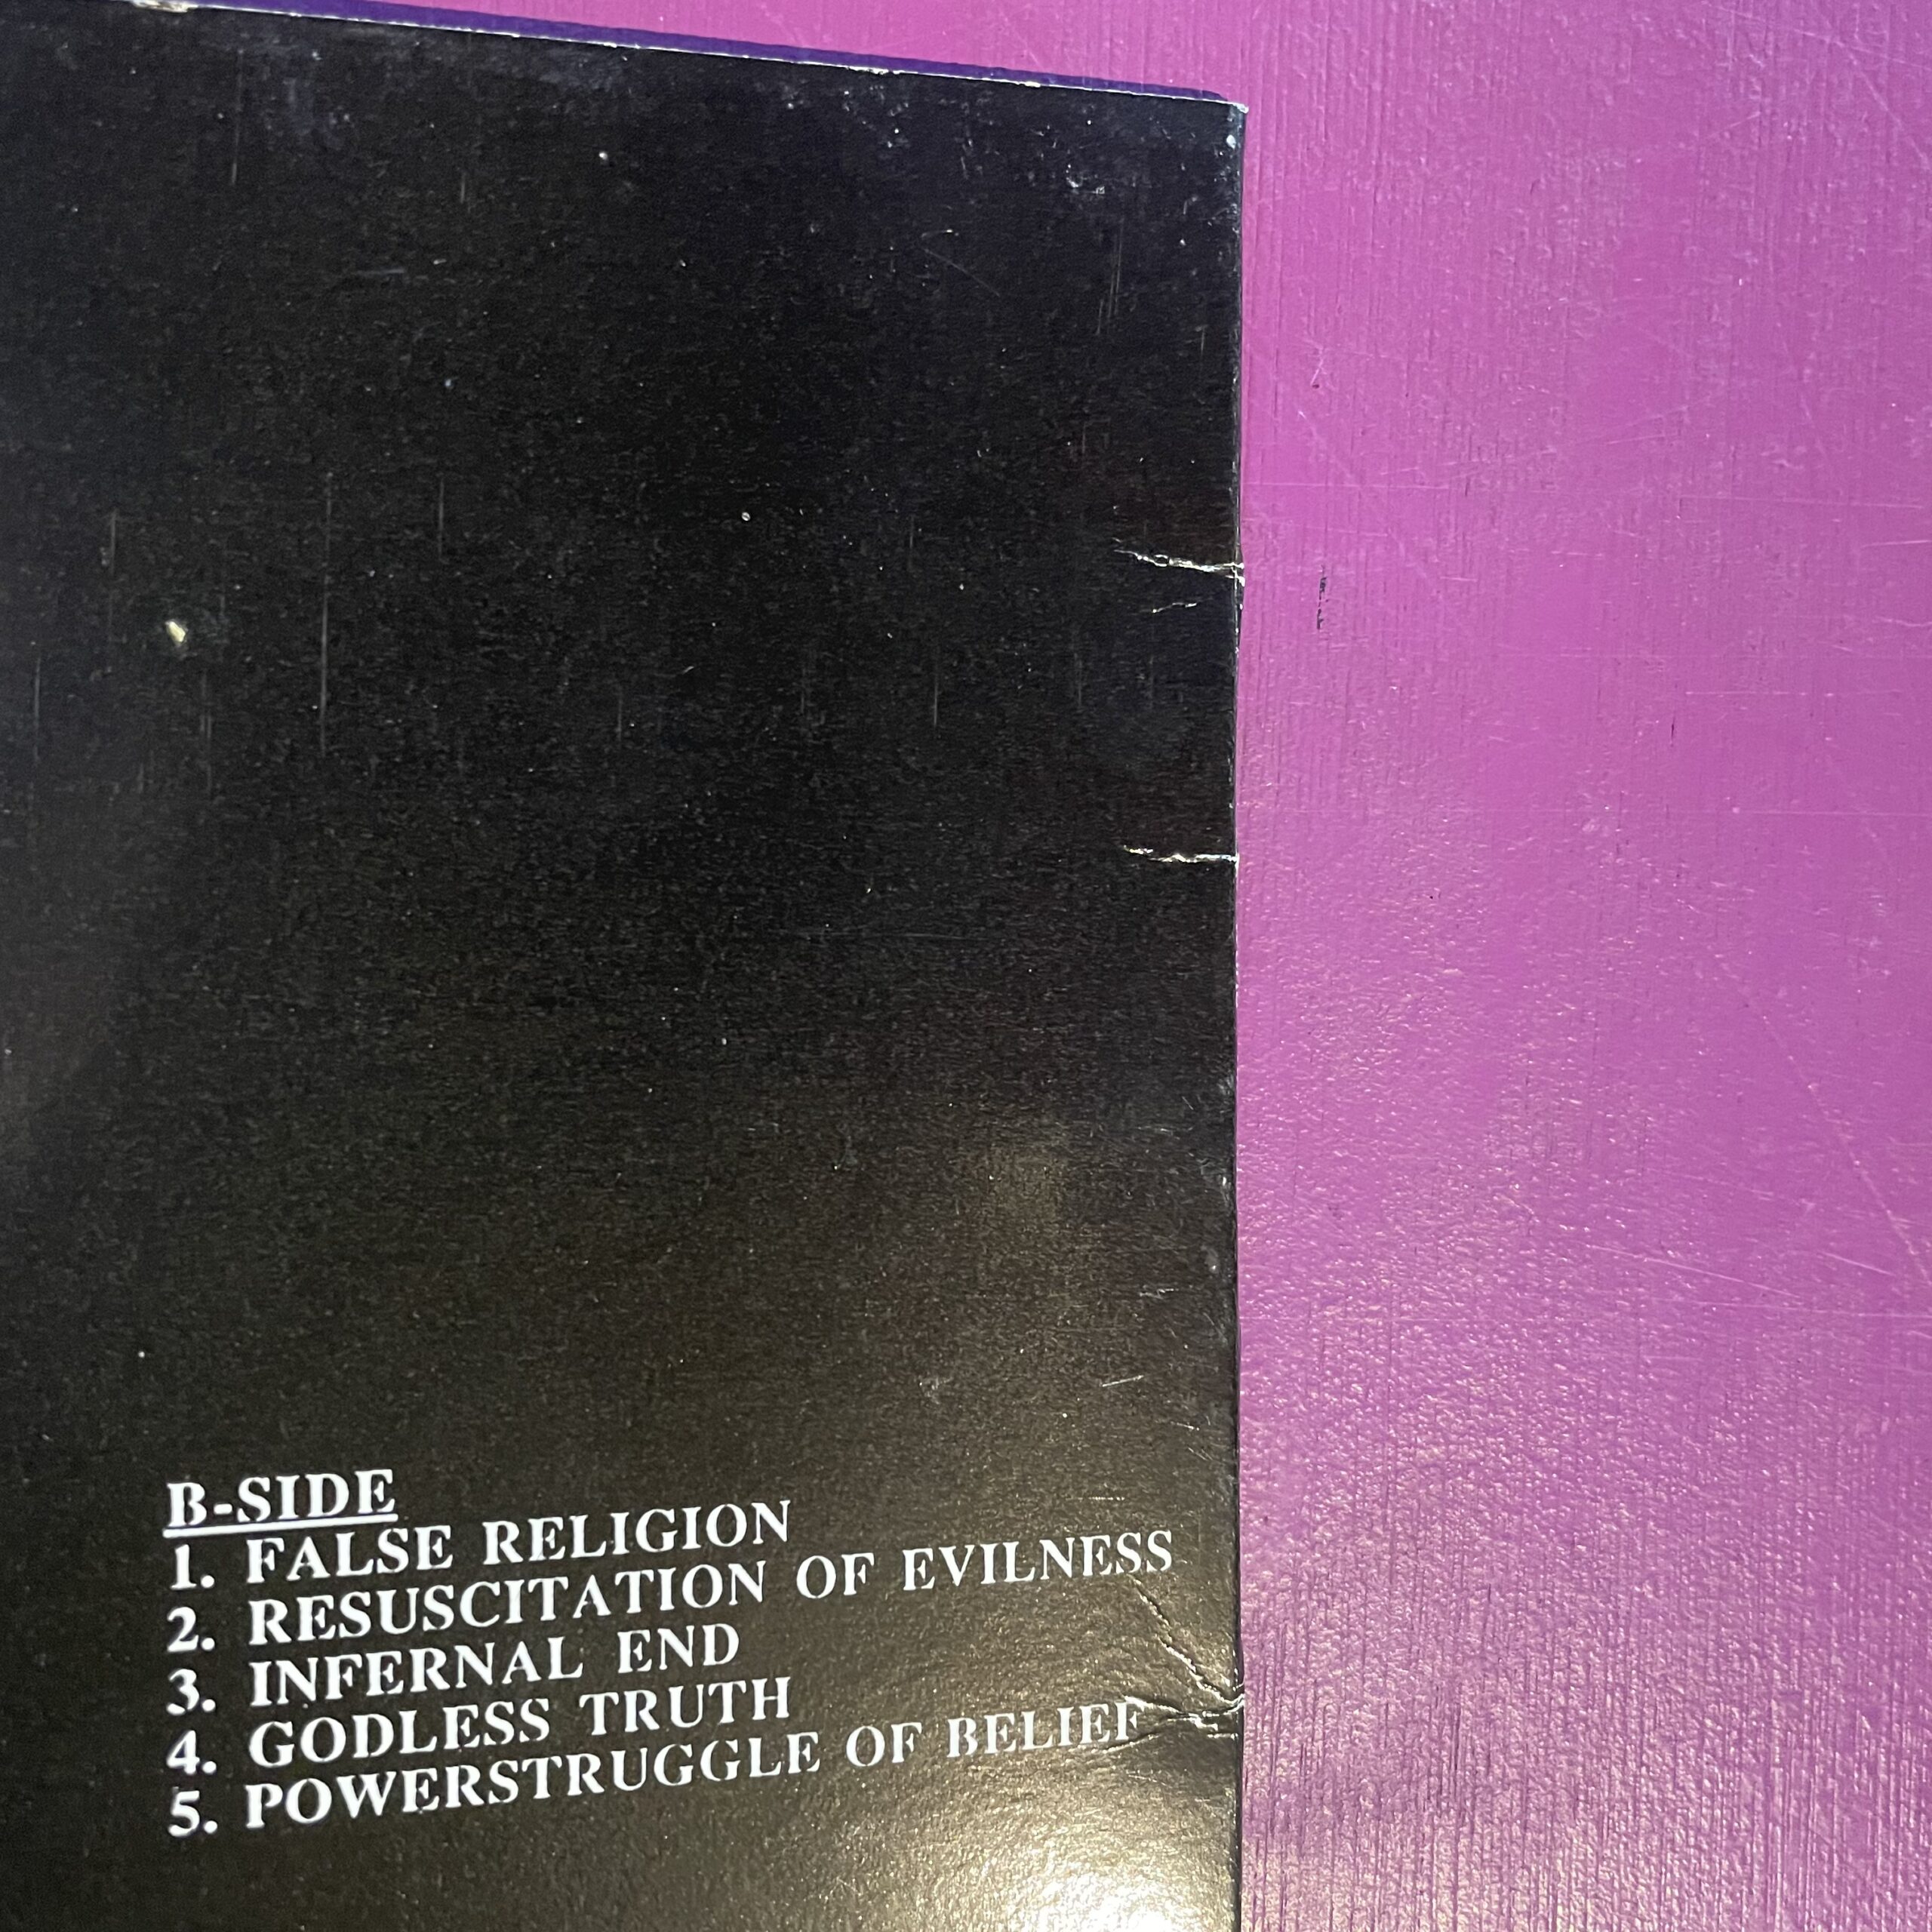 B-SIDE
1. FALSE RELIGION
2. RESUSCITATION OF EVILNESS
3. INFERNAL END
4. GODLESS TRUTH
5. POWERSTRUGGLE OF BELIEF